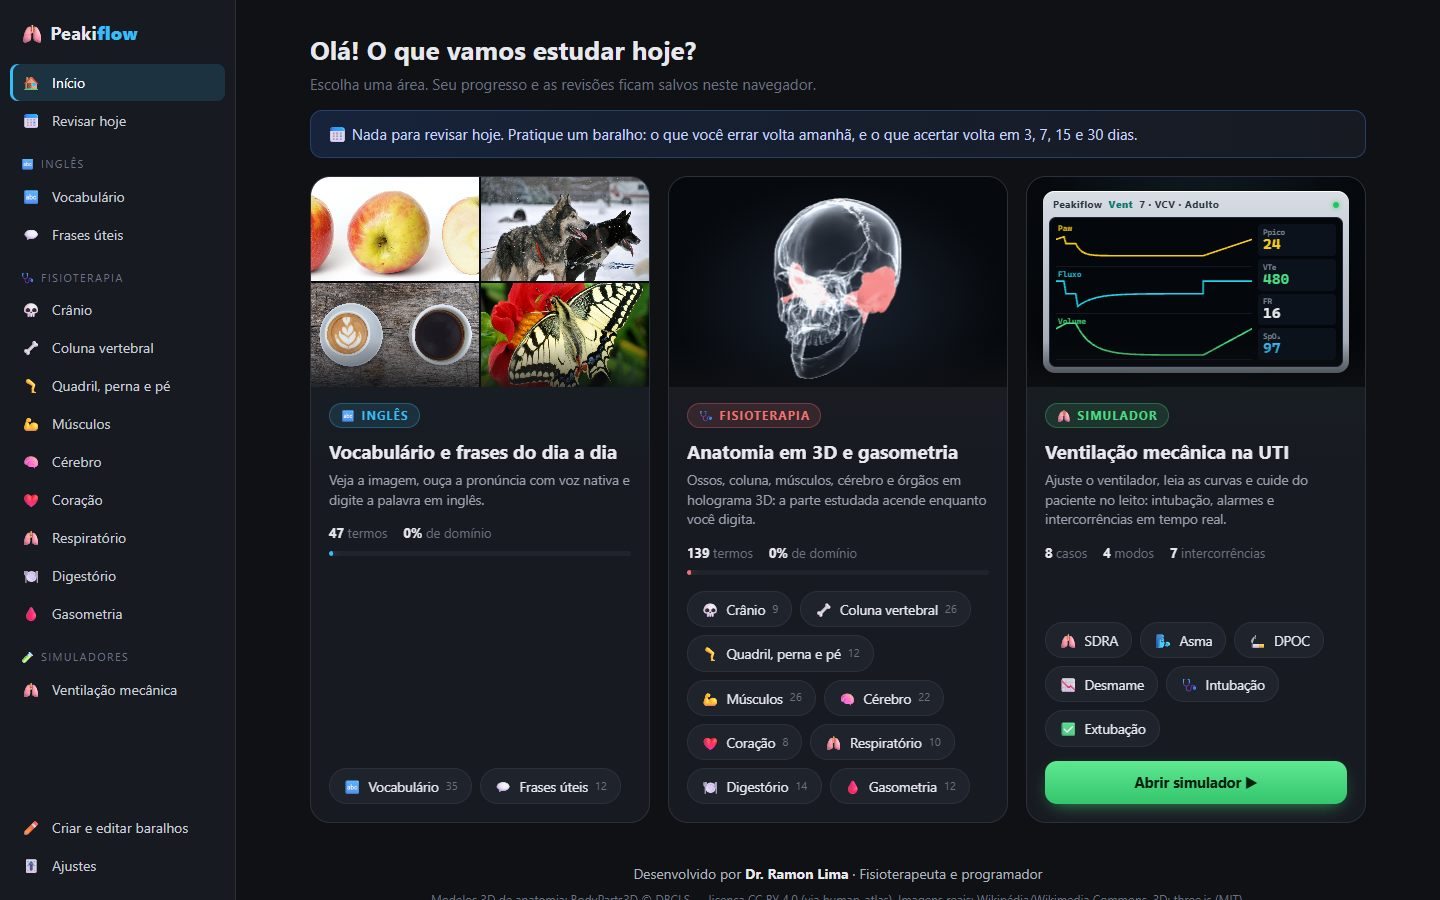 Peakiflow
Início
Revisar hoje
INGLÊS
Vocabulário
Frases úteis
FISIOTERAPIA
Crânio
Coluna vertebral
Quadril, perna e pé
Músculos
Cérebro
Coração
Respiratório
Digestório
Gasometria
SIMULADORES
Ventilação mecânica
Criar e editar baralhos
Ajustes
Olá! O que vamos estudar hoje?
Escolha uma área. Seu progresso e as revisões ficam salvos neste navegador.
Nada para revisar hoje. Pratique um baralho: o que você errar volta amanhã, e o que acertar volta em 3, 7, 15 e 30 dias.
INGLÊS
Vocabulário e frases do dia a dia
Veja a imagem, ouça a pronúncia com voz nativa e
digite a palavra em inglês.
47 termos 0% de domínio
Vocabulário 35
Frases úteis 12
FISIOTERAPIA
Anatomia em 3D e gasometria
Ossos, coluna, músculos, cérebro e órgãos em
holograma 3D: a parte estudada acende enquanto
você digita.
139 termos 0% de domínio
Crânio 9
Coluna vertebral 26
Quadril, perna e pé 12
Músculos 26
Cérebro 22
Coração 8
Respiratório 10
Digestório 14
Gasometria 12
Peakiflow Vent 7 · VCV · Adulto
Paw
Fluxo
Volume
Ppico
24
VTe
480
FR
16
SpO₂
97
SIMULADOR
Ventilação mecânica na UTI
Ajuste o ventilador, leia as curvas e cuide do
paciente no leito: intubação, alarmes e
intercorrências em tempo real.
8 casos 4 modos 7 intercorrências
SDRA
Asma
DPOC
Desmame
Intubação
Extubação
Abrir simulador ▶
Desenvolvido por Dr. Ramon Lima · Fisioterapeuta e programador